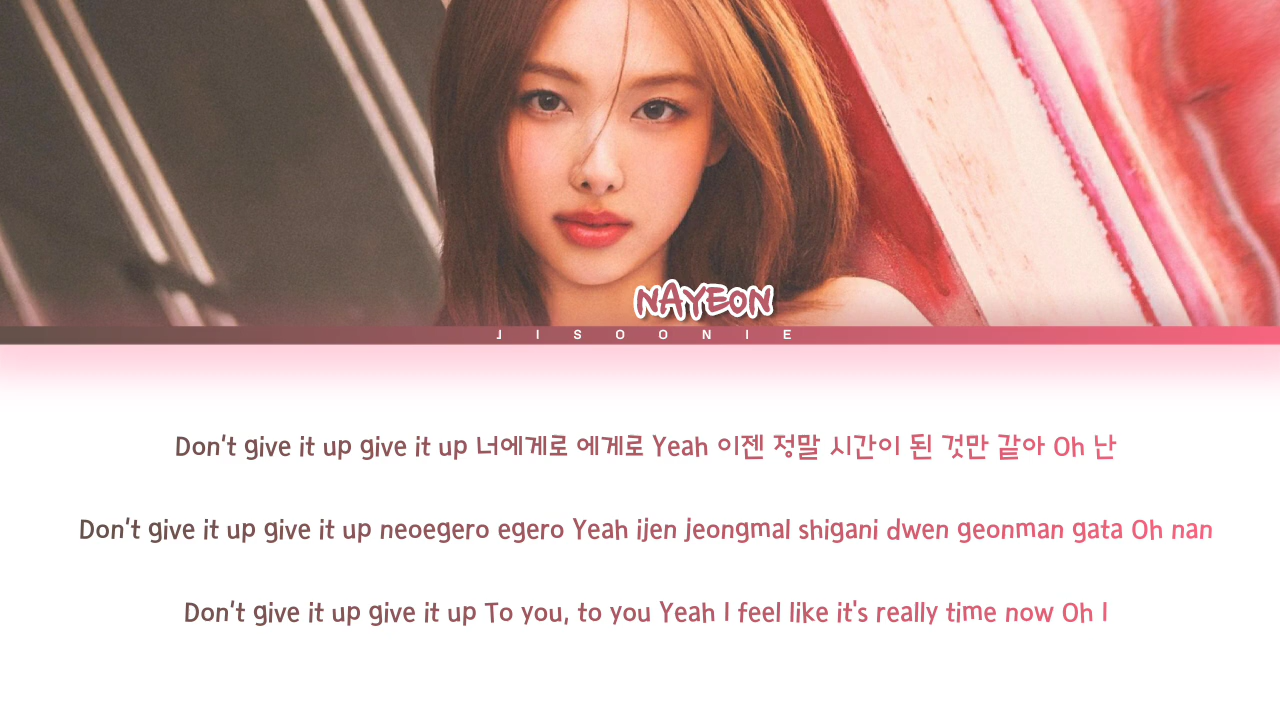 NAYEON
JISOONIE
Don't give it up give it up 너에게로 에게로 Yeah 이젠 정말 시간이 된 것만 같아 Oh 난
Don't give it up give it up neoegero egero Yeah ijen jeongmal shigani dwen geonman gata Oh nan
Don't give it up give it up To you, to you Yeah I feel like it's really time now Oh I